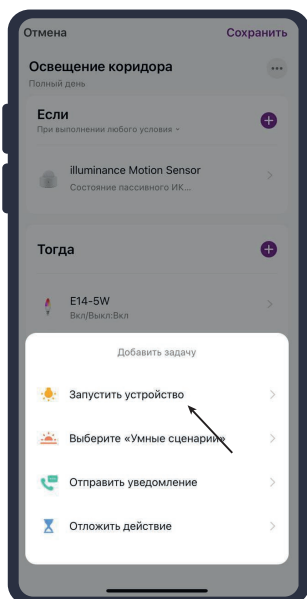 Отмена Сохранить
Освещение коридора
Полный день
Если
При выполнении любого условия
illuminance Motion Sensor
Состояние пассивного ИК...
Тогда
E14-5W
Вкл/Выкл:Вкл
Добавить задачу
Запустить устройство
Выберите «Умные сценарии»
Отправить уведомление
Отложить действие